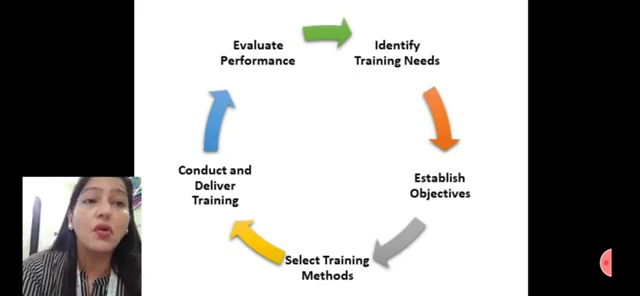 Evaluate
Performance
Identify
Training Needs
Establish
Objectives
Select Training
Methods
Conduct and
Deliver
Training